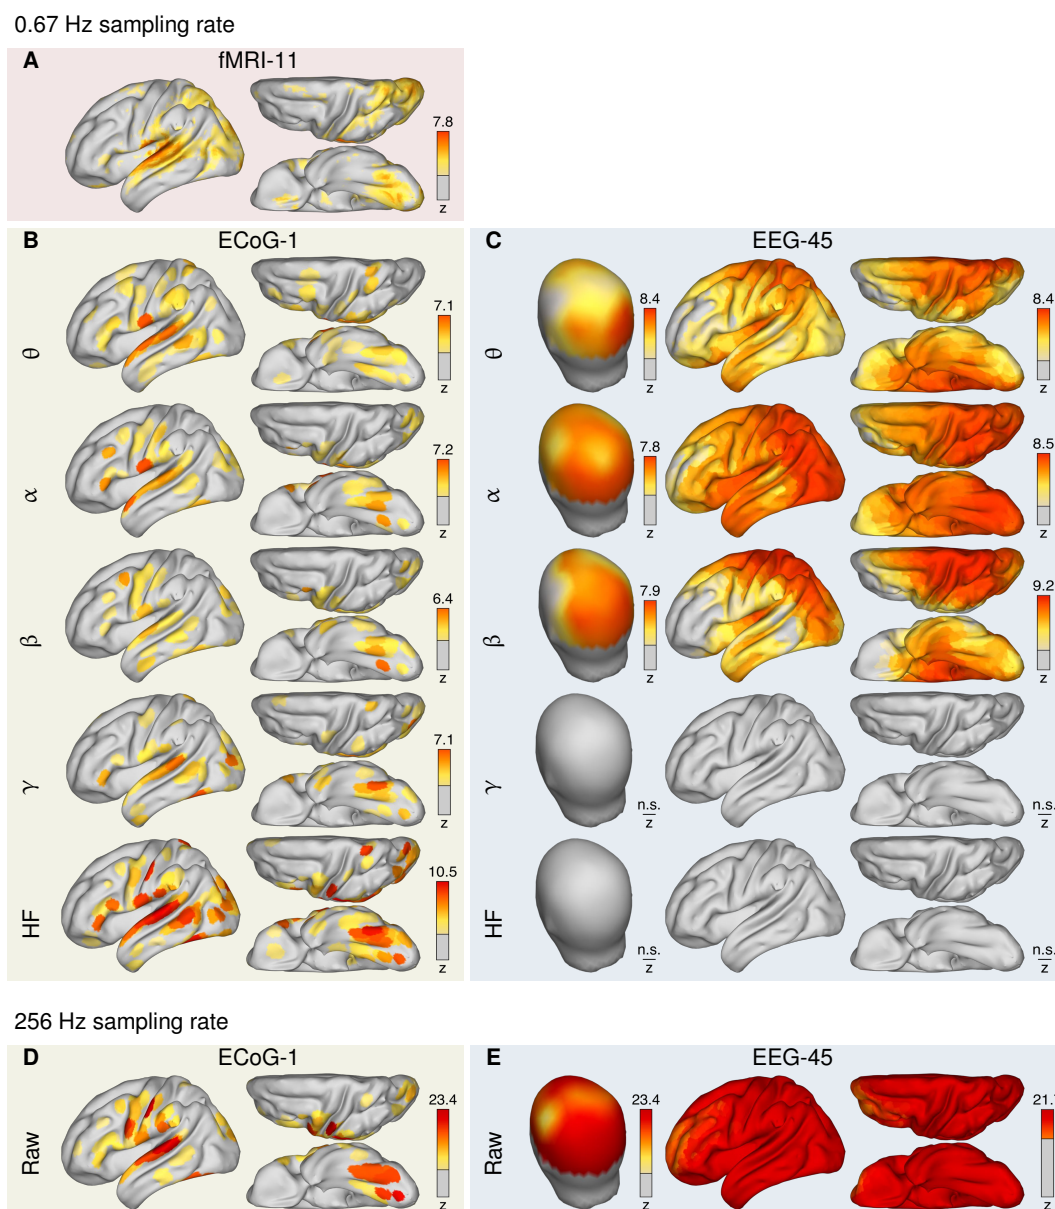 0.67 Hz sampling rate
A fMRI-11
7.8
z
B ECoG-1
θ
7.1
z
α
7.2
z
β
6.4
z
γ
7.1
z
HF
10.5
z
C EEG-45
θ
8.4
z
8.4
z
α
7.8
z
8.5
z
β
7.9
z
9.2
z
γ
n.s.
z
n.s.
z
HF
n.s.
z
n.s.
z
256 Hz sampling rate
D ECoG-1
Raw
23.4
z
E EEG-45
Raw
23.4
z
z